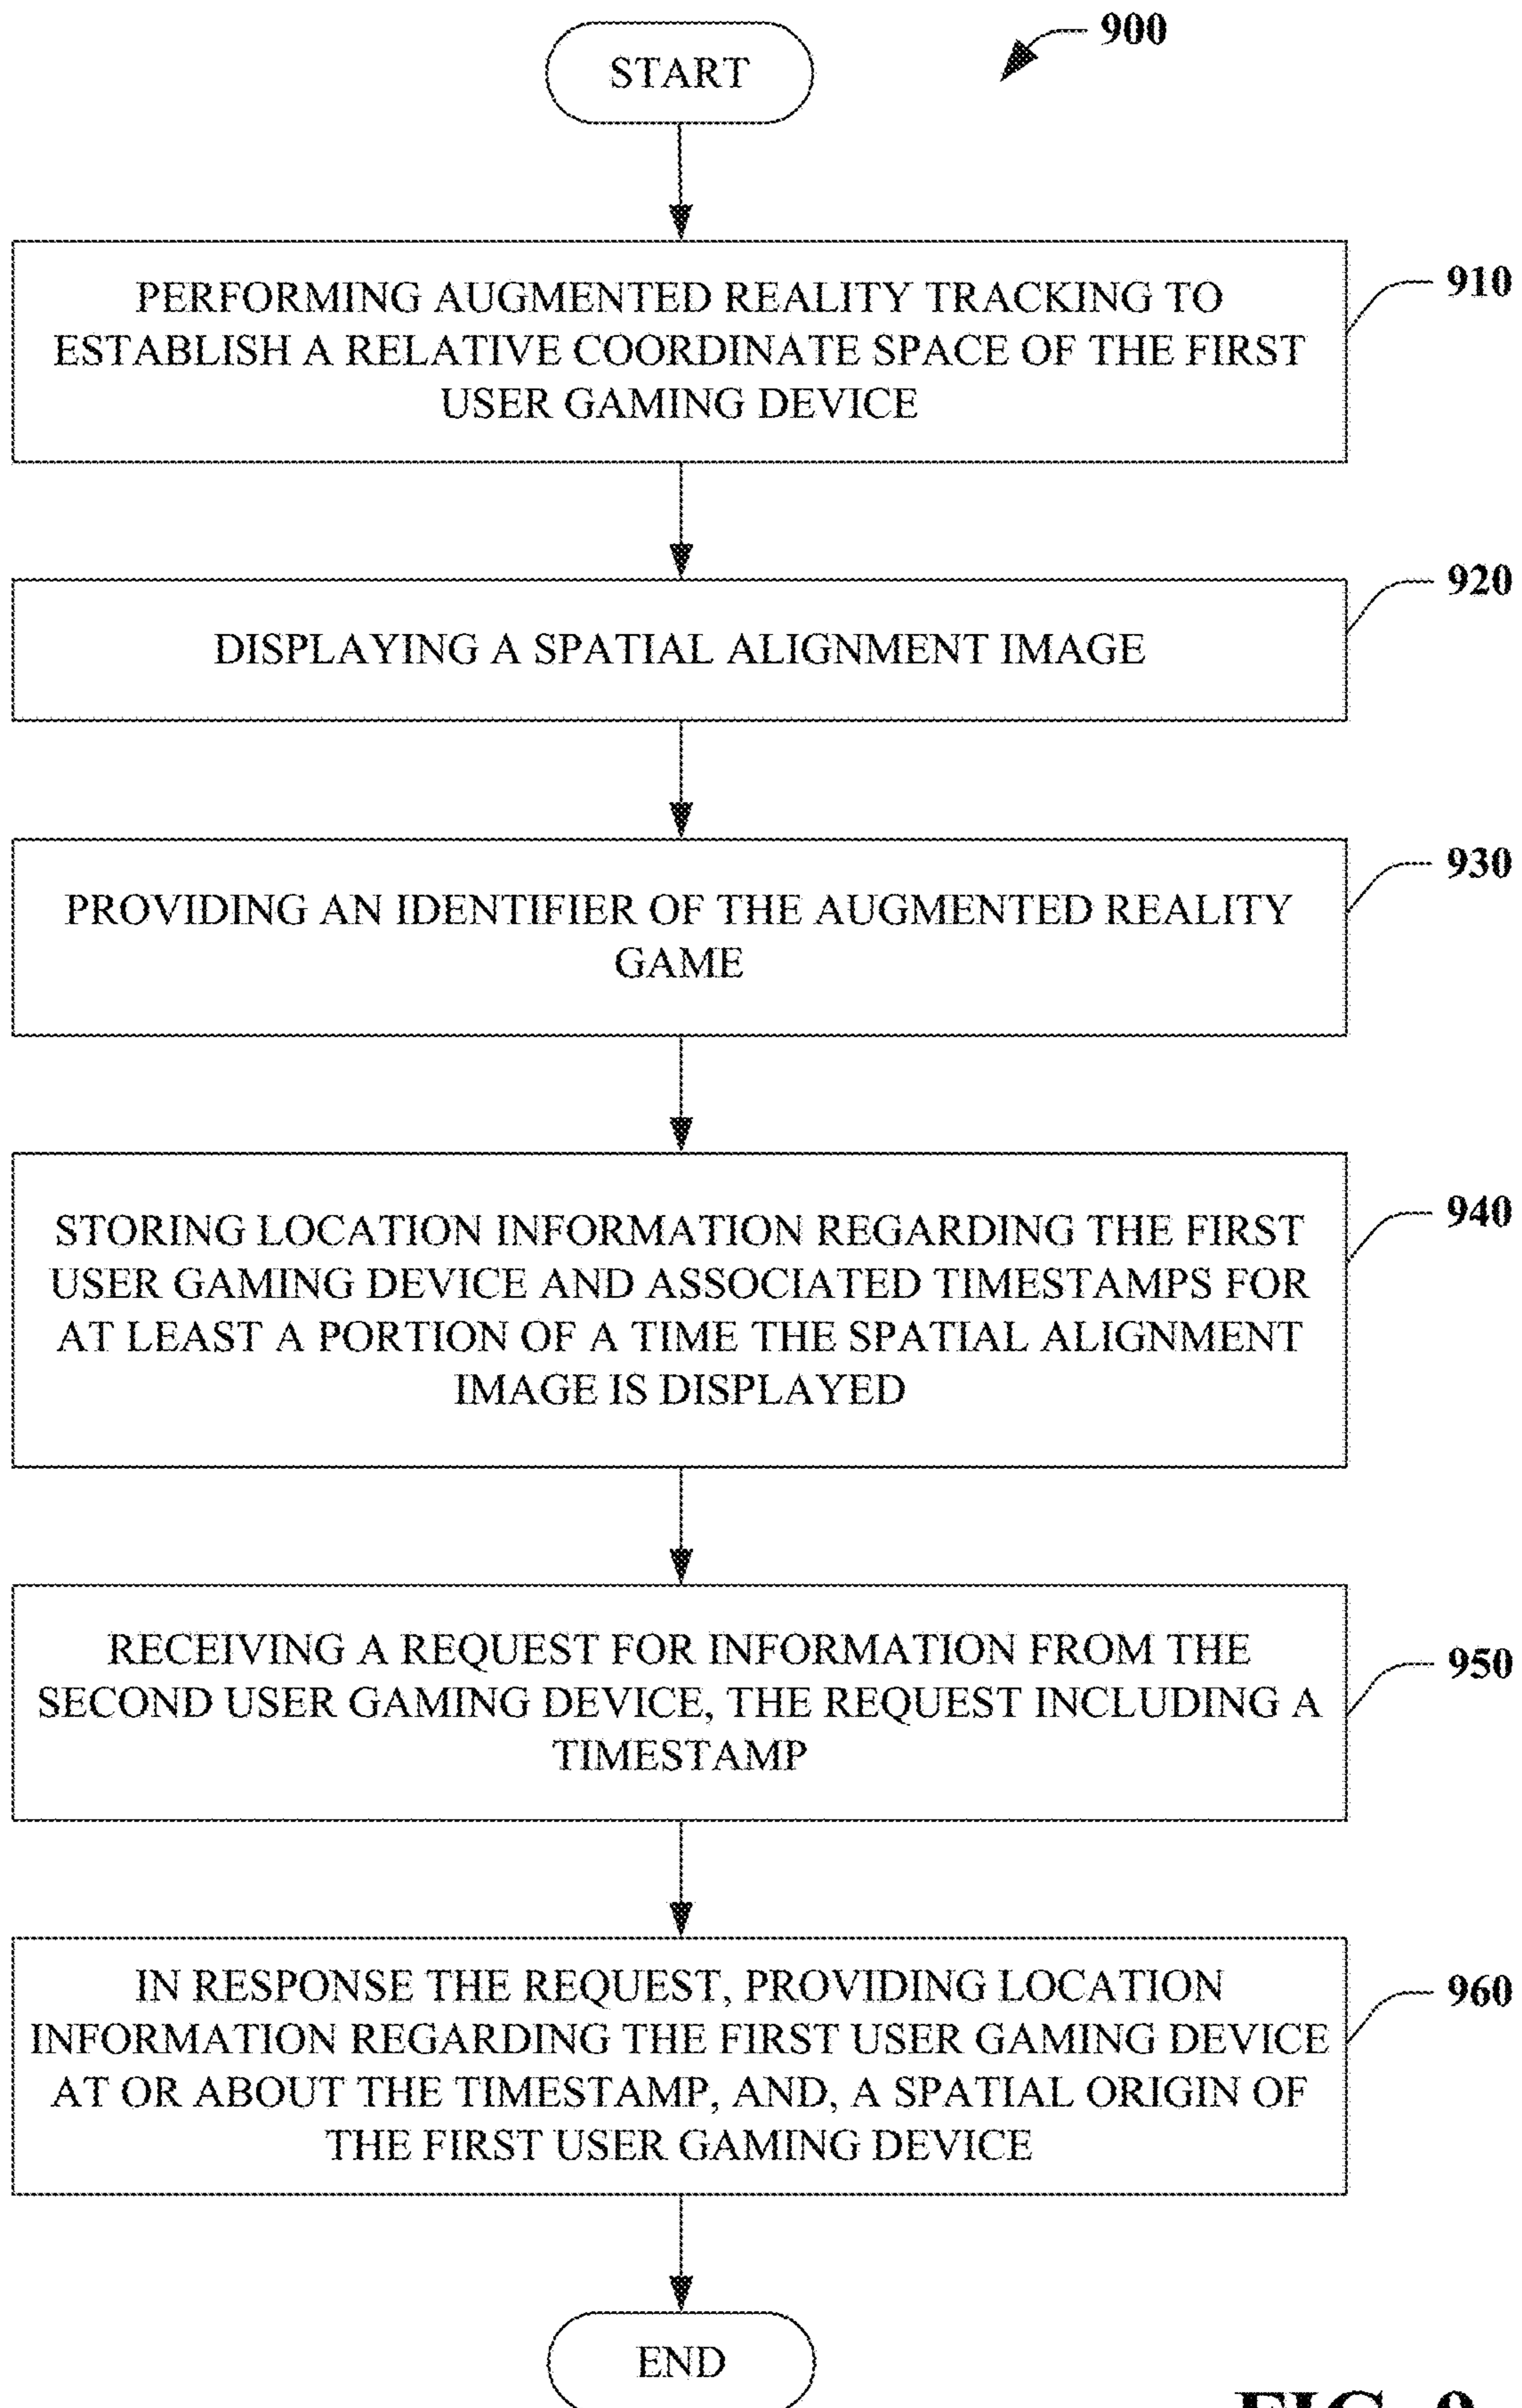 START
900
PERFORMING AUGMENTED REALITY TRACKING TO
ESTABLISH A RELATIVE COORDINATE SPACE OF THE FIRST
USER GAMING DEVICE
910
DISPLAYING A SPATIAL ALIGNMENT IMAGE
920
PROVIDING AN IDENTIFIER OF THE AUGMENTED REALITY
GAME
930
STORING LOCATION INFORMATION REGARDING THE FIRST
USER GAMING DEVICE AND ASSOCIATED TIMESTAMPS FOR
AT LEAST A PORTION OF A TIME THE SPATIAL ALIGNMENT
IMAGE IS DISPLAYED
940
RECEIVING A REQUEST FOR INFORMATION FROM THE
SECOND USER GAMING DEVICE, THE REQUEST INCLUDING A
TIMESTAMP
950
IN RESPONSE THE REQUEST, PROVIDING LOCATION
INFORMATION REGARDING THE FIRST USER GAMING DEVICE
AT OR ABOUT THE TIMESTAMP, AND, A SPATIAL ORIGIN OF
THE FIRST USER GAMING DEVICE
960
END
FIG. 9